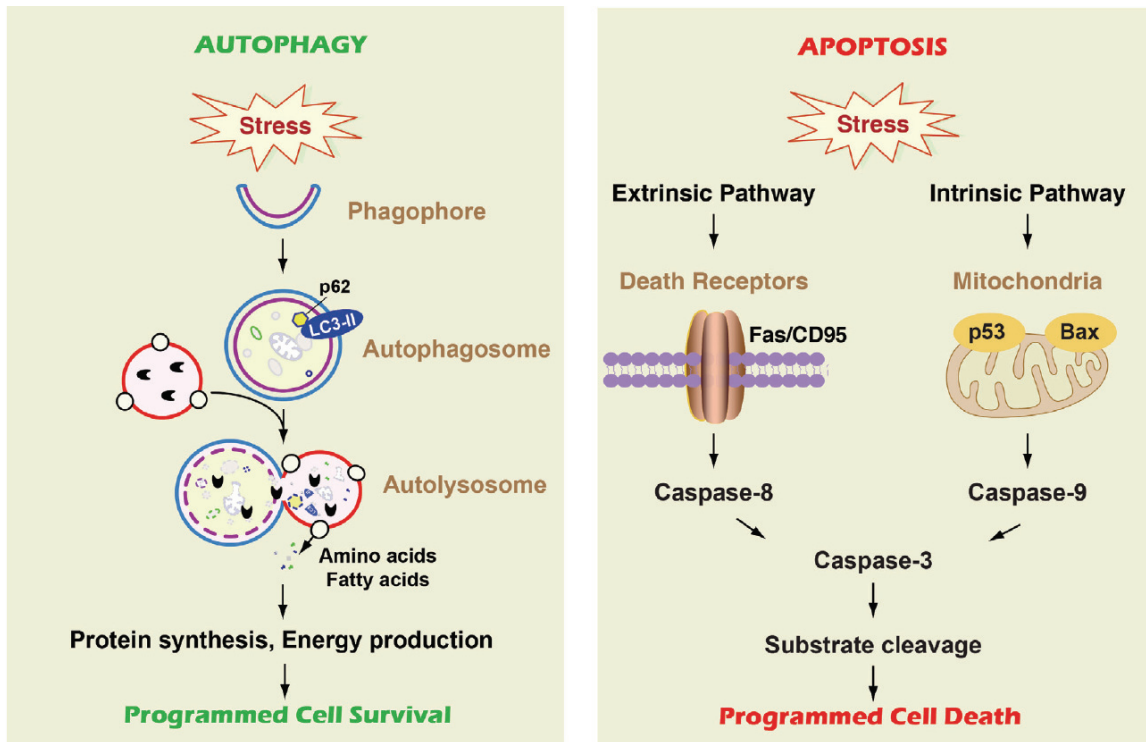 AUTOPHAGY
Stress
Phagophore
p62
LC3-II
Autophagosome
Autolysosome
Amino acids
Fatty acids
Protein synthesis, Energy production
Programmed Cell Survival
APOPTOSIS
Stress
Extrinsic Pathway
Intrinsic Pathway
Death Receptors
Mitochondria
Fas/CD95
p53
Bax
Caspase-8
Caspase-9
Caspase-3
Substrate cleavage
Programmed Cell Death